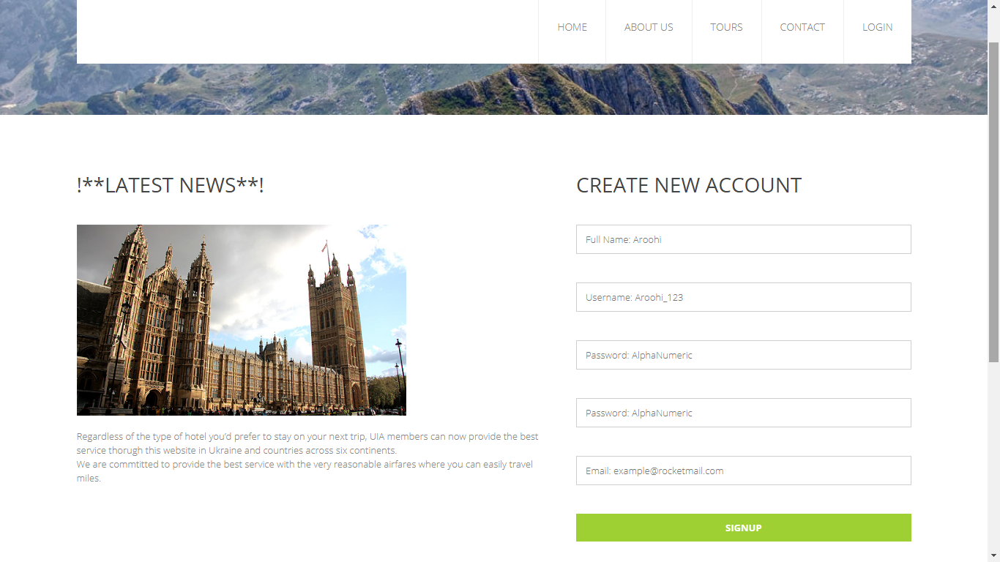 HOME ABOUT US TOURS CONTACT LOGIN
!**LATEST NEWS**!
Regardless of the type of hotel you'd prefer to stay on your next trip, UIA members can now provide the best
service thorugh this website in Ukraine and countries across six continents.
We are commtitted to provide the best service with the very reasonable airfares where you can easily travel
miles.
CREATE NEW ACCOUNT
Full Name: Aroohi
Username: Aroohi_123
Password: AlphaNumeric
Password: AlphaNumeric
Email: example@rocketmail.com
SIGNUP